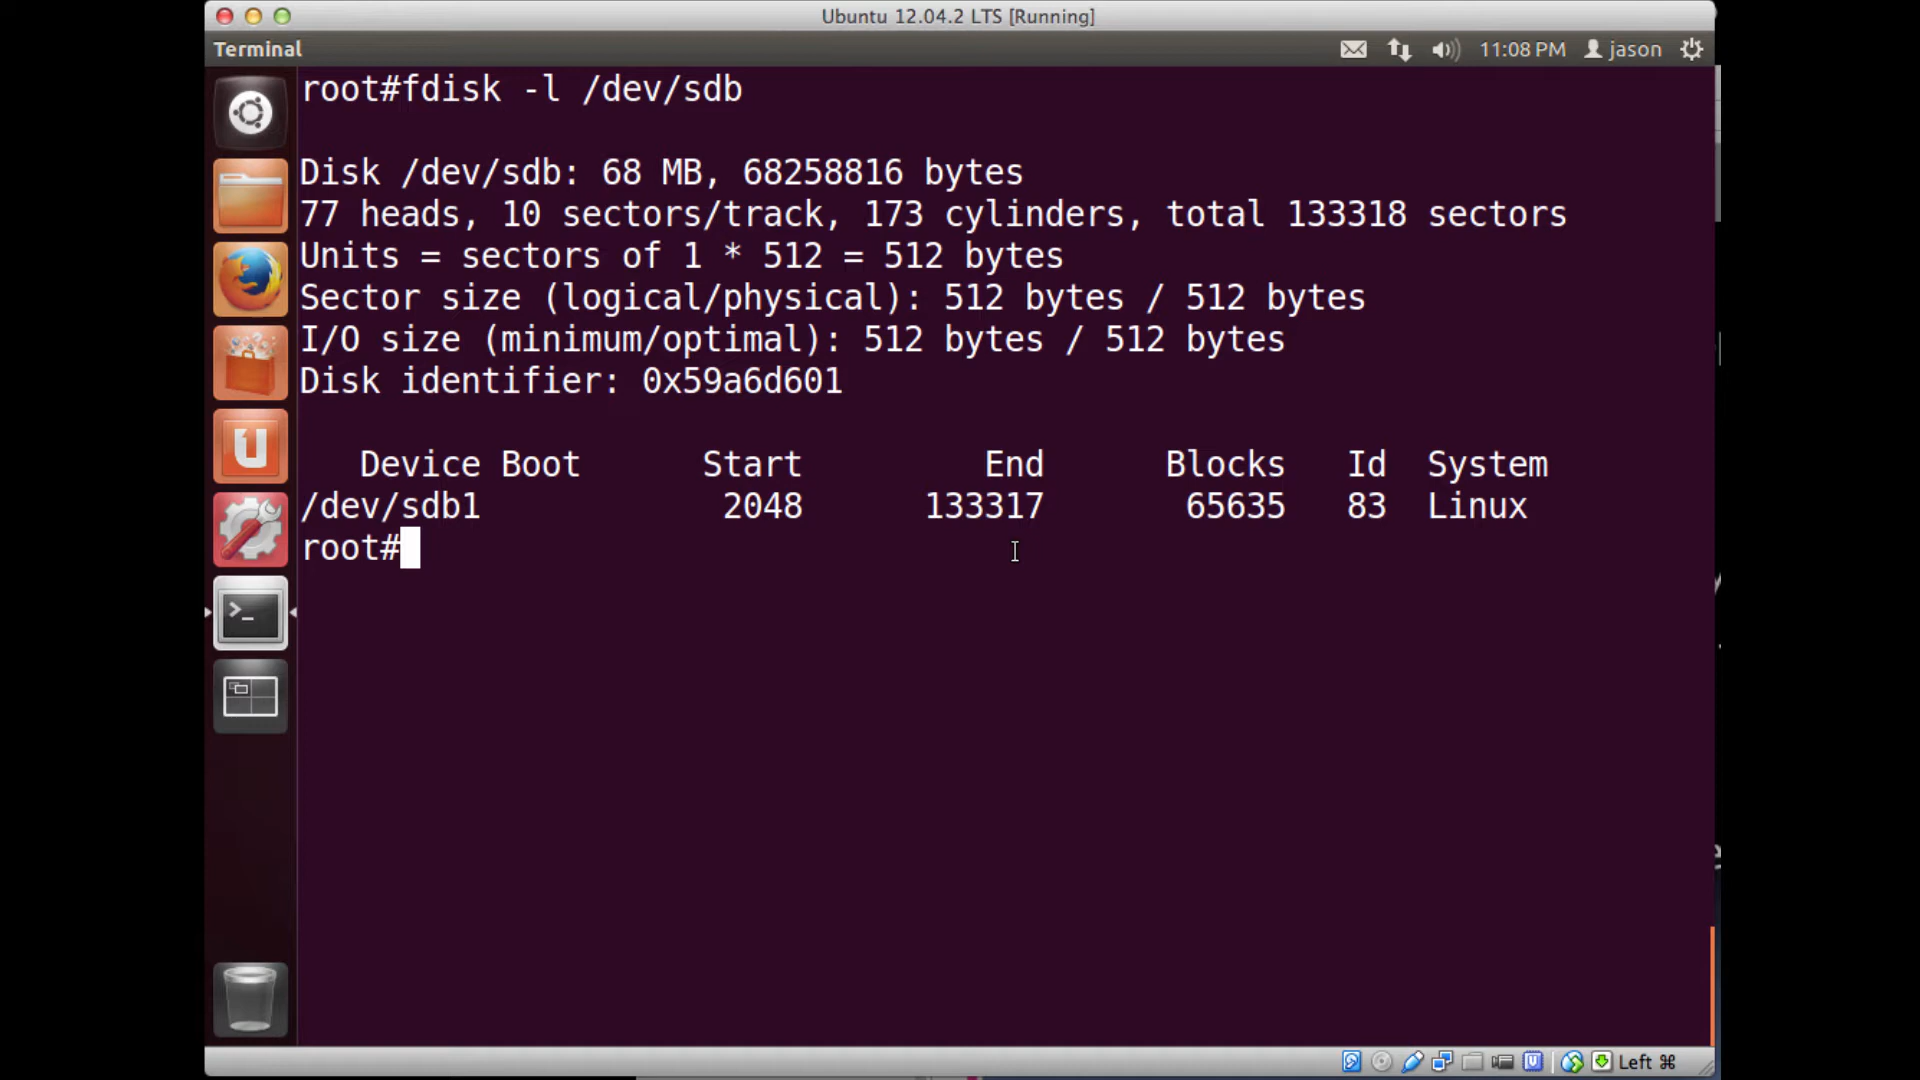 Ubuntu 12.04.2 LTS [Running]
Terminal
11:08 PM
jason
root#fdisk -l /dev/sdb
Disk /dev/sdb: 68 MB, 68258816 bytes
77 heads, 10 sectors/track, 173 cylinders, total 133318 sectors
Units = sectors of 1 * 512 = 512 bytes
Sector size (logical/physical): 512 bytes / 512 bytes
I/O size (minimum/optimal): 512 bytes / 512 bytes
Disk identifier: 0x59a6d601
Device Boot Start End Blocks Id System
/dev/sdb1 2048 133317 65635 83 Linux
root#
Left ⌘